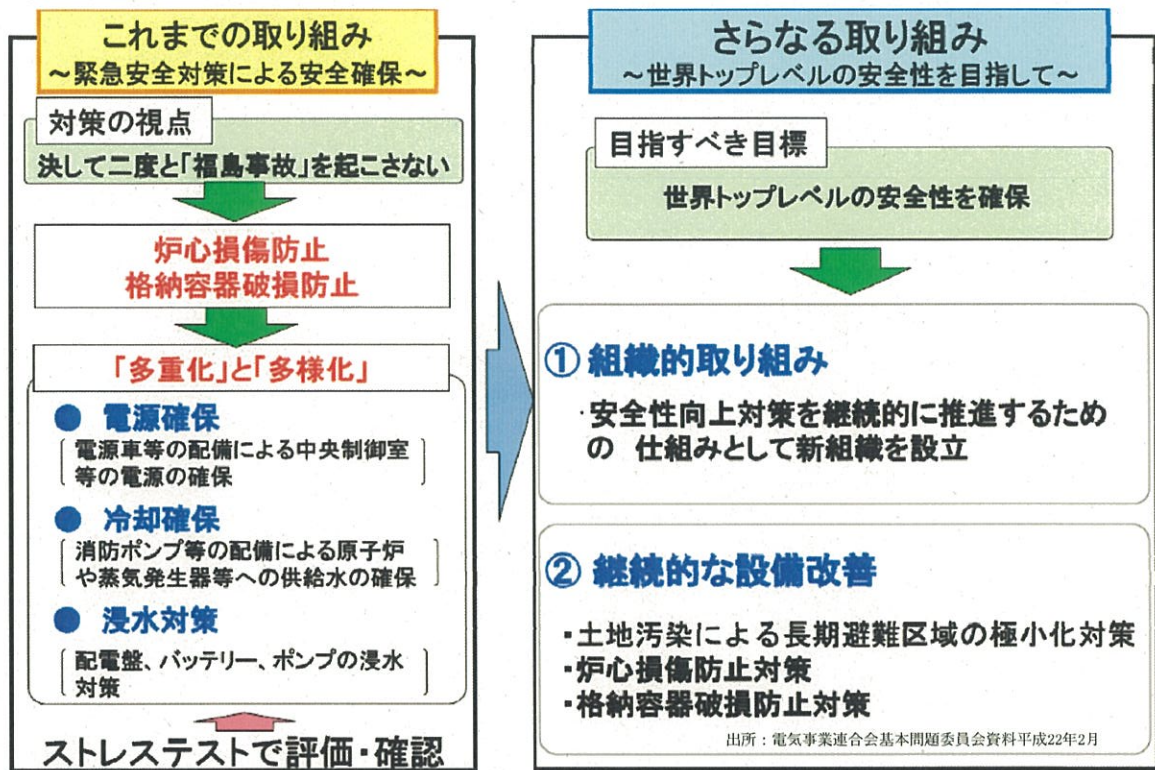 これまでの取り組み
～緊急安全対策による安全確保～
対策の視点
決して二度と「福島事故」を起こさない
炉心損傷防止
格納容器破損防止
「多重化」と「多様化」
● 電源確保
電源車等の配備による中央制御室
等の電源の確保
● 冷却確保
消防ポンプ等の配備による原子炉
や蒸気発生器等への供給水の確保
● 浸水対策
配電盤、バッテリー、ポンプの浸水
対策
ストレステストで評価・確認
さらなる取り組み
～世界トップレベルの安全性を目指して～
目指すべき目標
世界トップレベルの安全性を確保
① 組織的取り組み
・安全性向上対策を継続的に推進するため
の 仕組みとして新組織を設立
② 継続的な設備改善
・土地汚染による長期避難区域の極小化対策
・炉心損傷防止対策
・格納容器破損防止対策
出所：電気事業連合会基本問題委員会資料平成22年2月